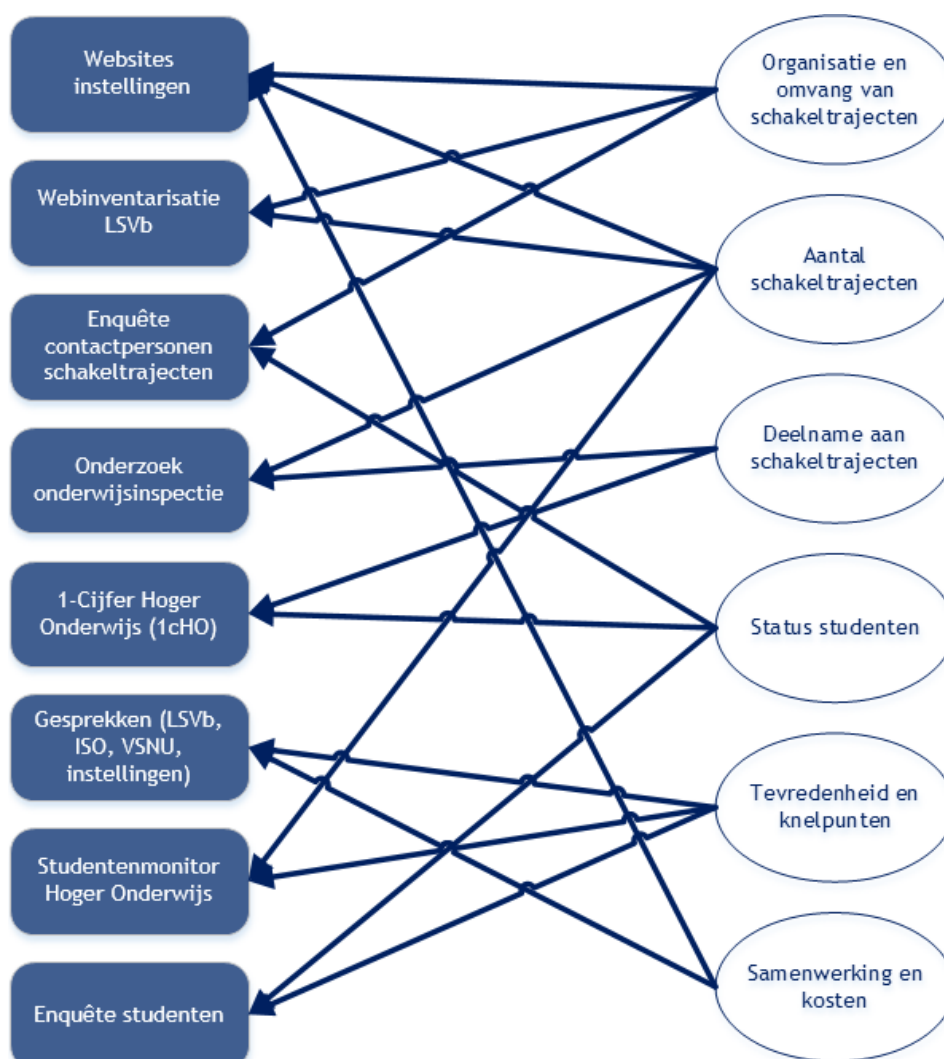 Websites
instellingen
Webinventarisatie
LSVb
Enquête
contactpersonen
schakeltrajecten
Onderzoek
onderwijsinspectie
1-Cijfer Hoger
Onderwijs (1cHO)
Gesprekken (LSVb,
ISO, VSNU,
instellingen)
Studentenmonitor
Hoger Onderwijs
Enquête studenten
Organisatie en
omvang van
schakeltrajecten
Aantal
schakeltrajecten
Deelname aan
schakeltrajecten
Status studenten
Tevredenheid en
knelpunten
Samenwerking en
kosten